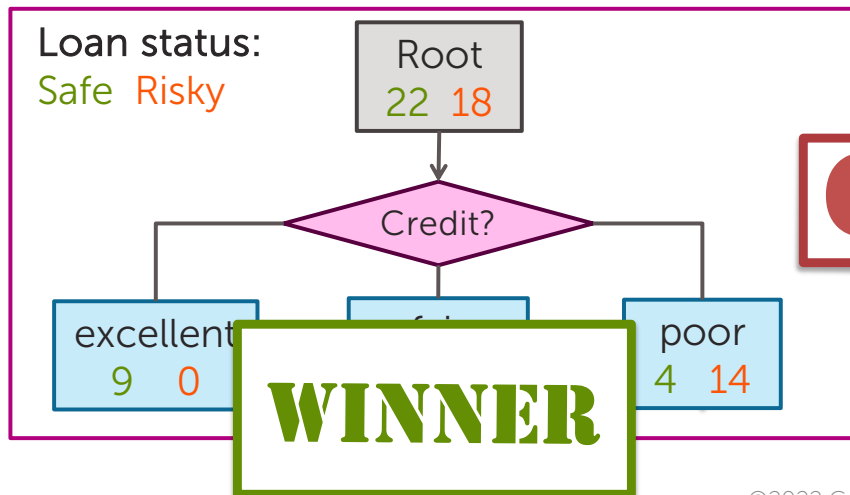 Loan status:
Safe Risky
Root
22 18
Credit?
excellent
9 0
poor
4 14
WINNER